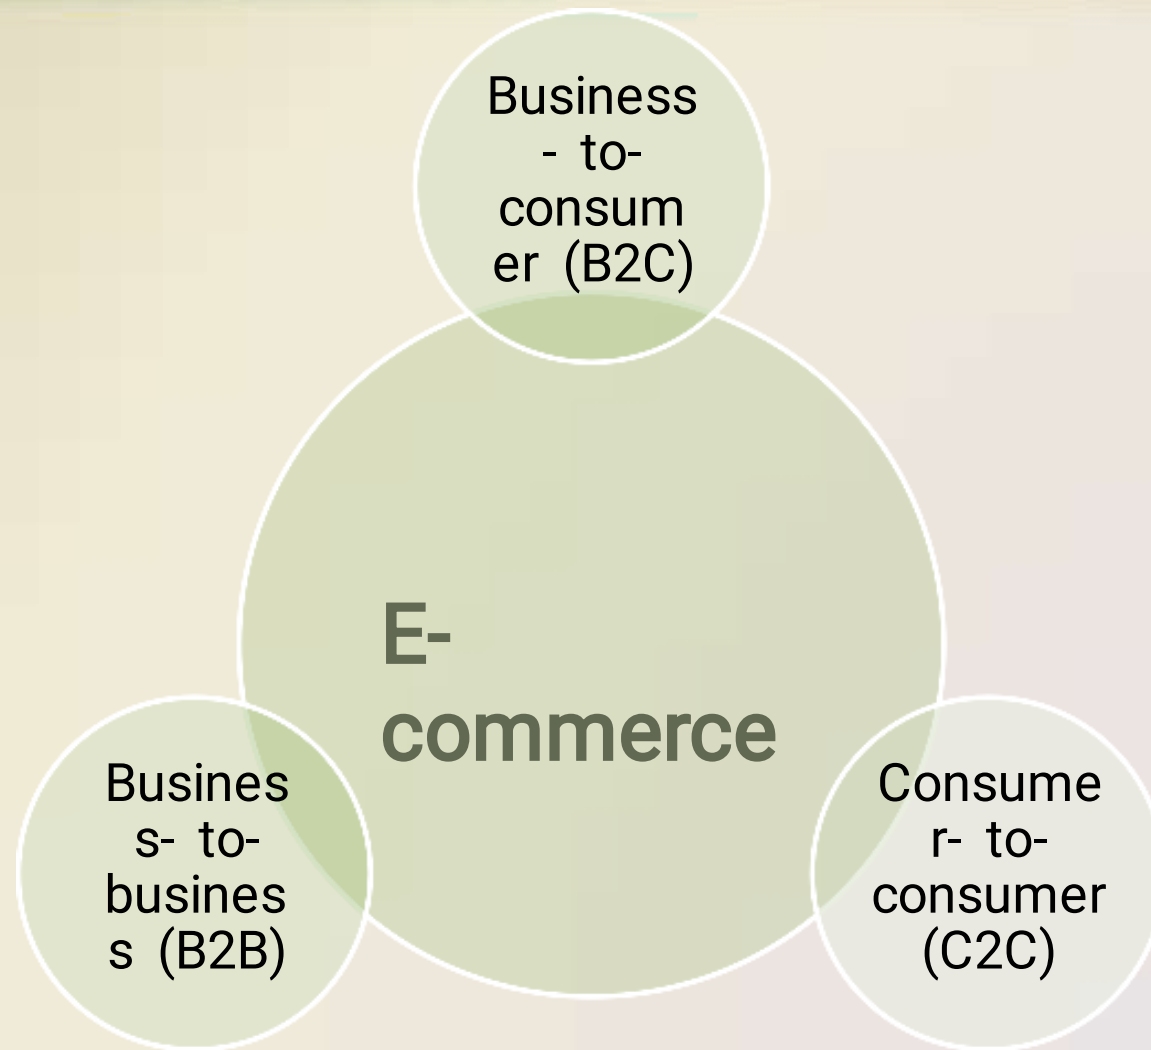 Business
- to-
consum
er (B2C)
E-
commerce
Busines
s- to-
busines
s (B2B)
Consume
r- to-
consumer
(C2C)